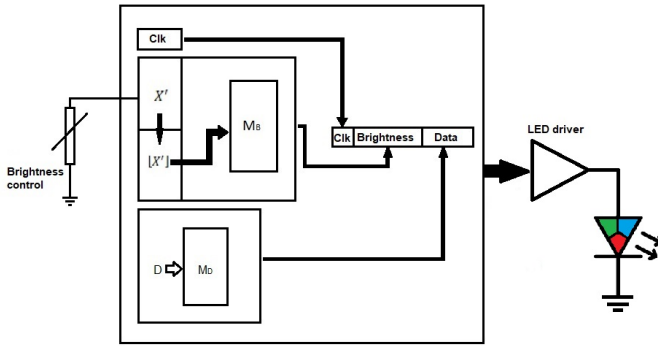 Clk
X′
⌊X′⌋
MB
Clk Brightness Data
LED driver
Brightness
control
D
MD